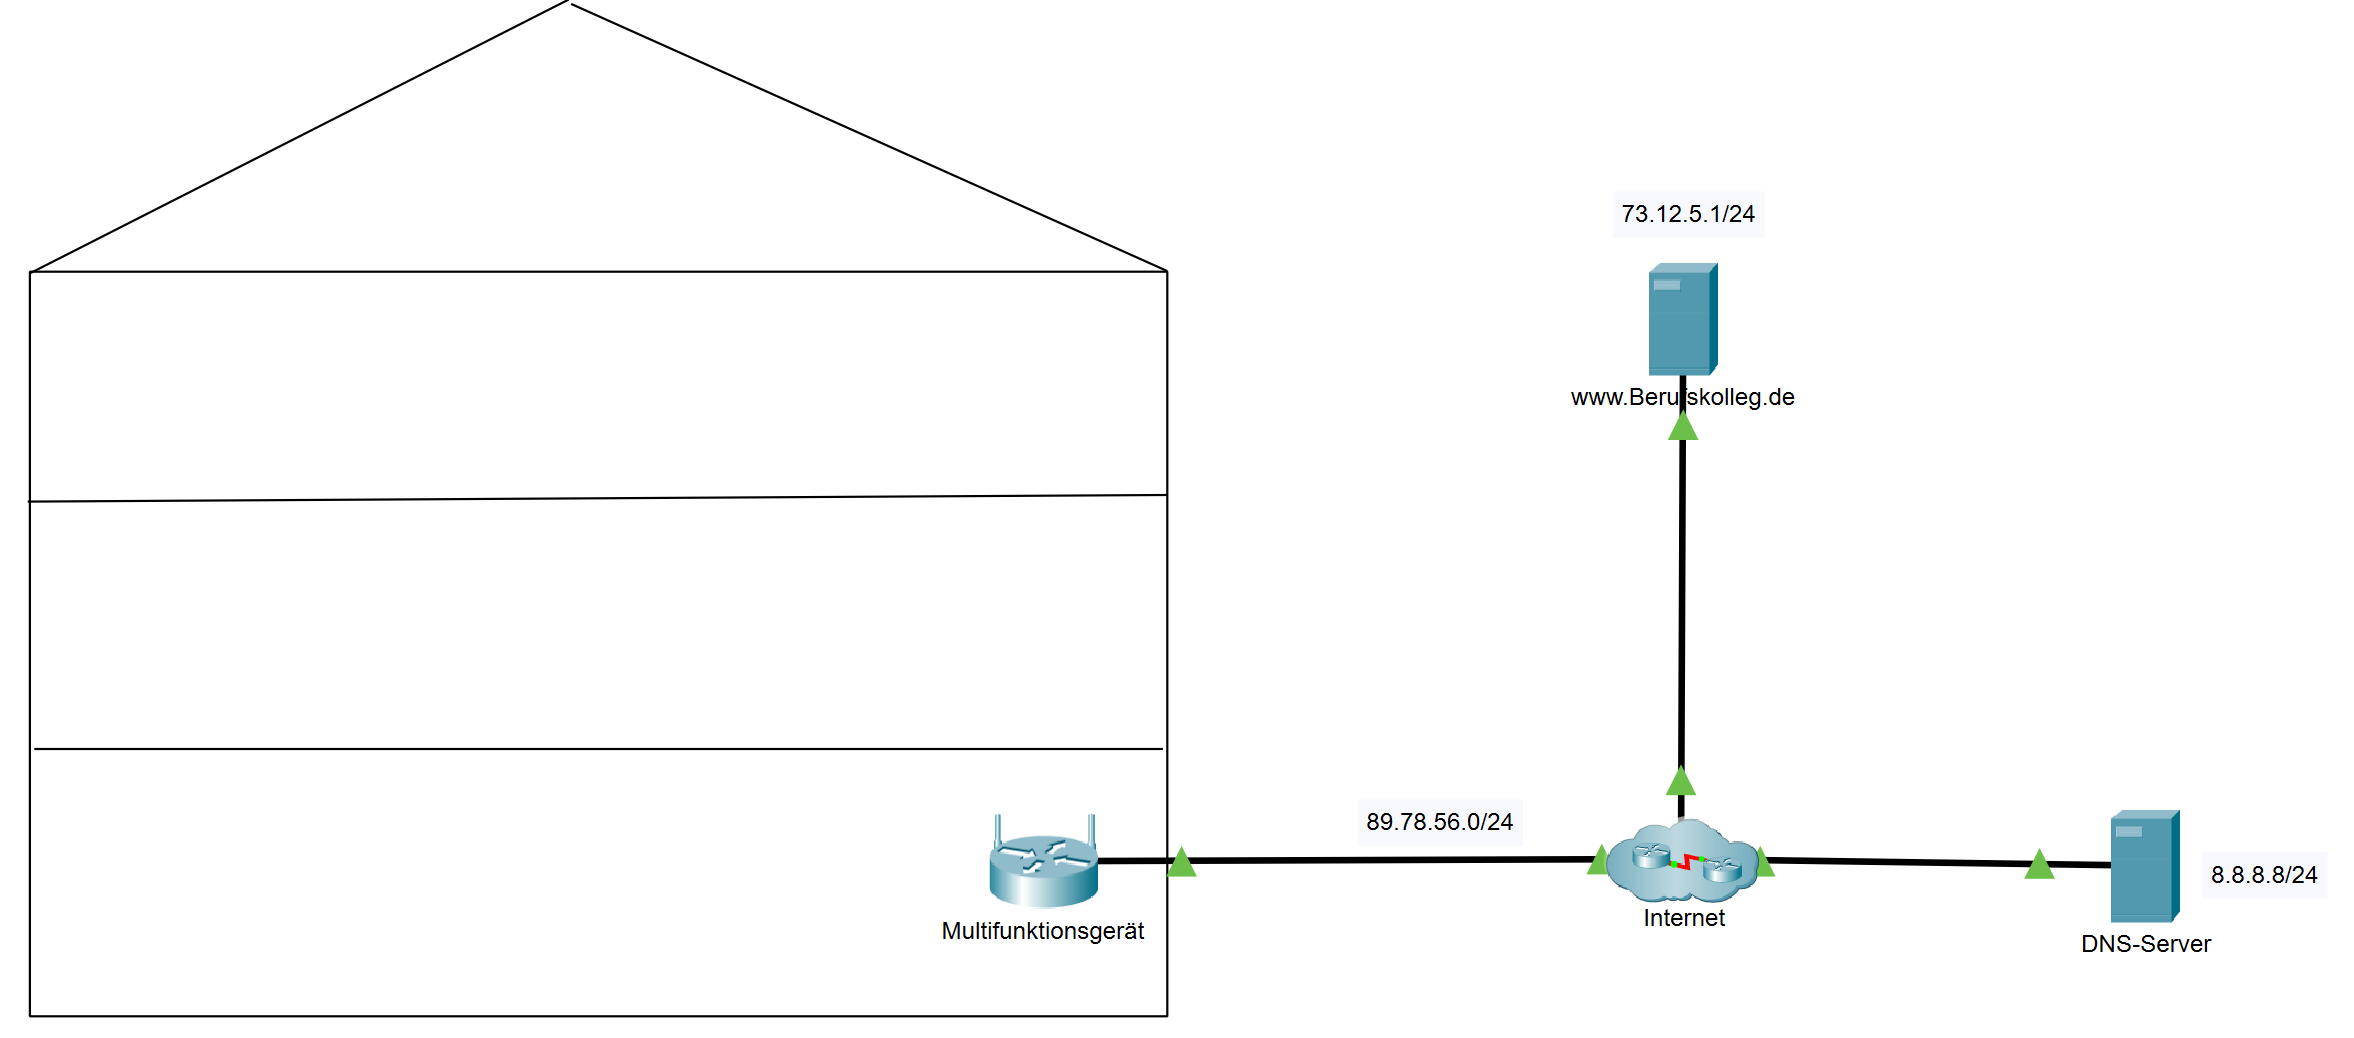 73.12.5.1/24
www.Berufskolleg.de
89.78.56.0/24
Internet
Multifunktionsgerät
8.8.8.8/24
DNS-Server